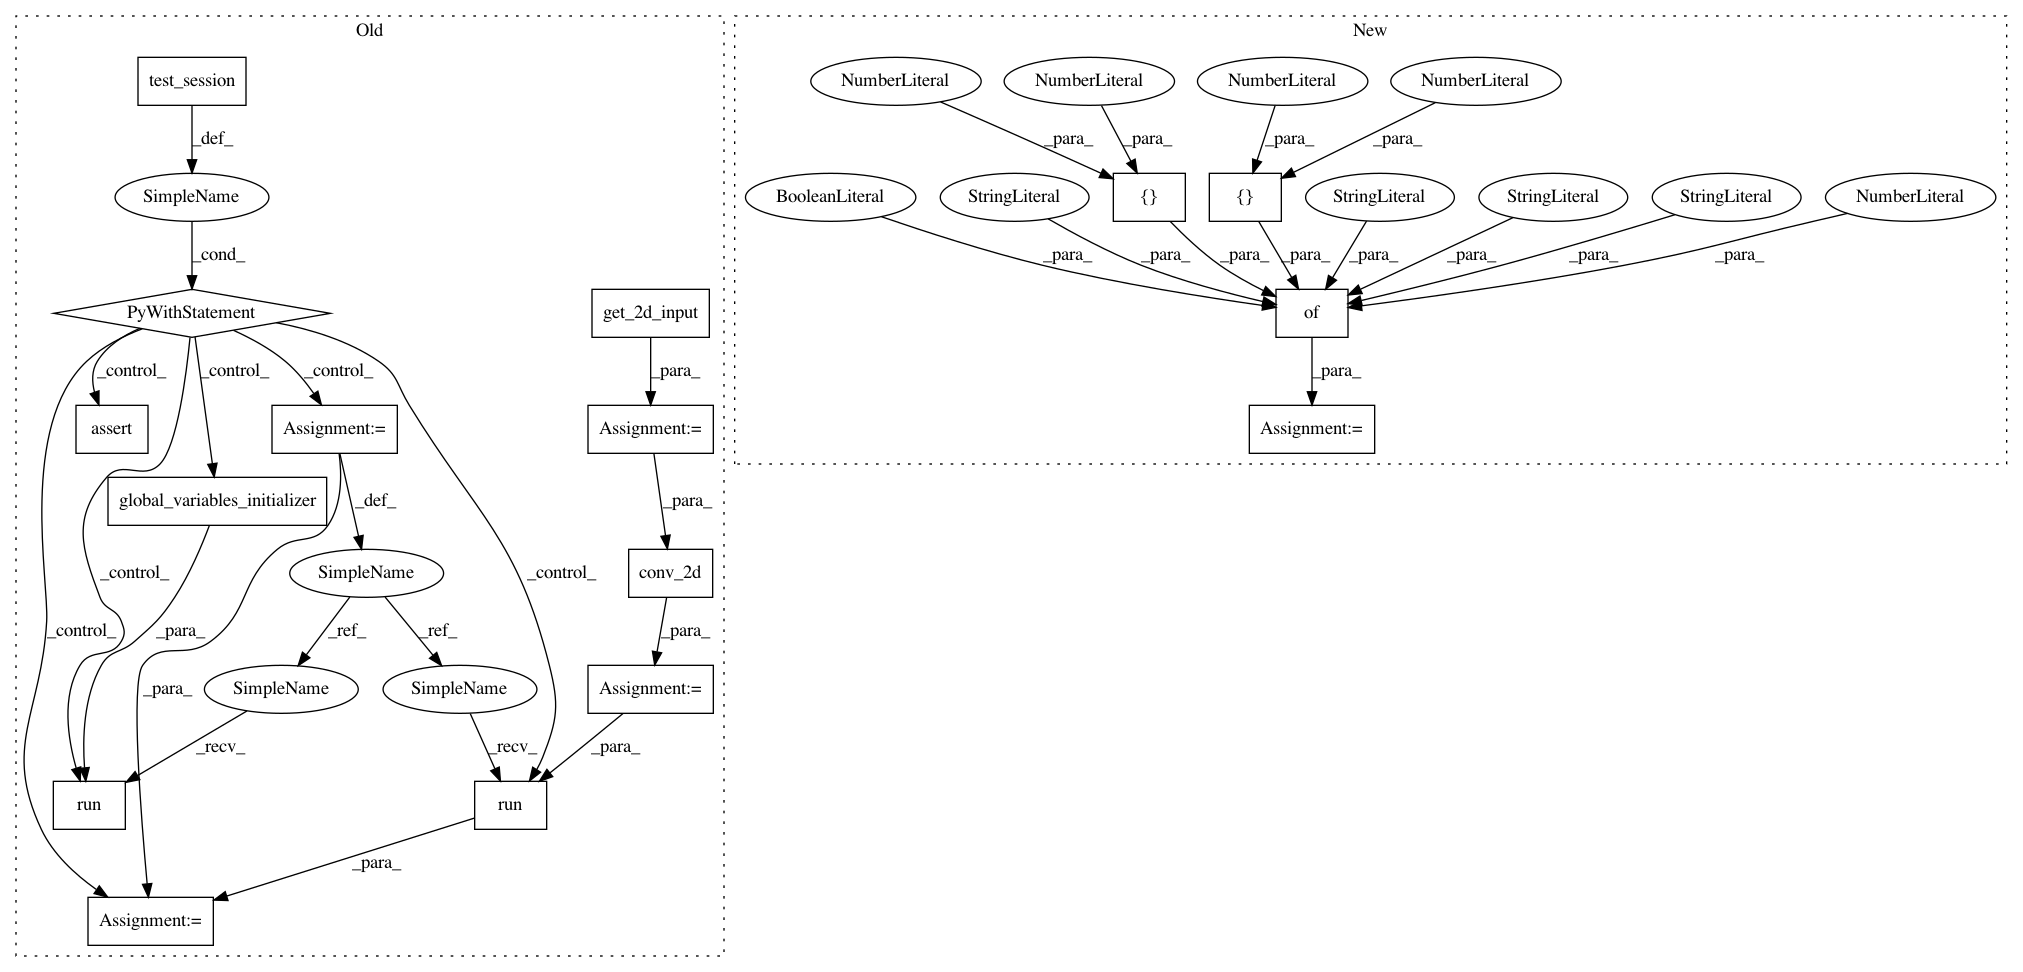 Old
New
test_session
NumberLiteral
NumberLiteral
NumberLiteral
NumberLiteral
_def_
_para_
_para_
_para_
_para_
SimpleName
BooleanLiteral
StringLiteral
{}
{}
StringLiteral
StringLiteral
StringLiteral
NumberLiteral
_cond_
_para_
_para_
_para_
_para_
_para_
_para_
_para_
_para_
PyWithStatement
get_2d_input
of
_control_
_control_
_control_
_para_
_para_
assert
Assignment:=
Assignment:=
Assignment:=
global_variables_initializer
_def_
_para_
_control_
SimpleName
_control_
conv_2d
_control_
_para_
_ref_
_ref_
_para_
_para_
SimpleName
SimpleName
Assignment:=
_recv_
_recv_
_para_
run
run
_para_
Assignment:=